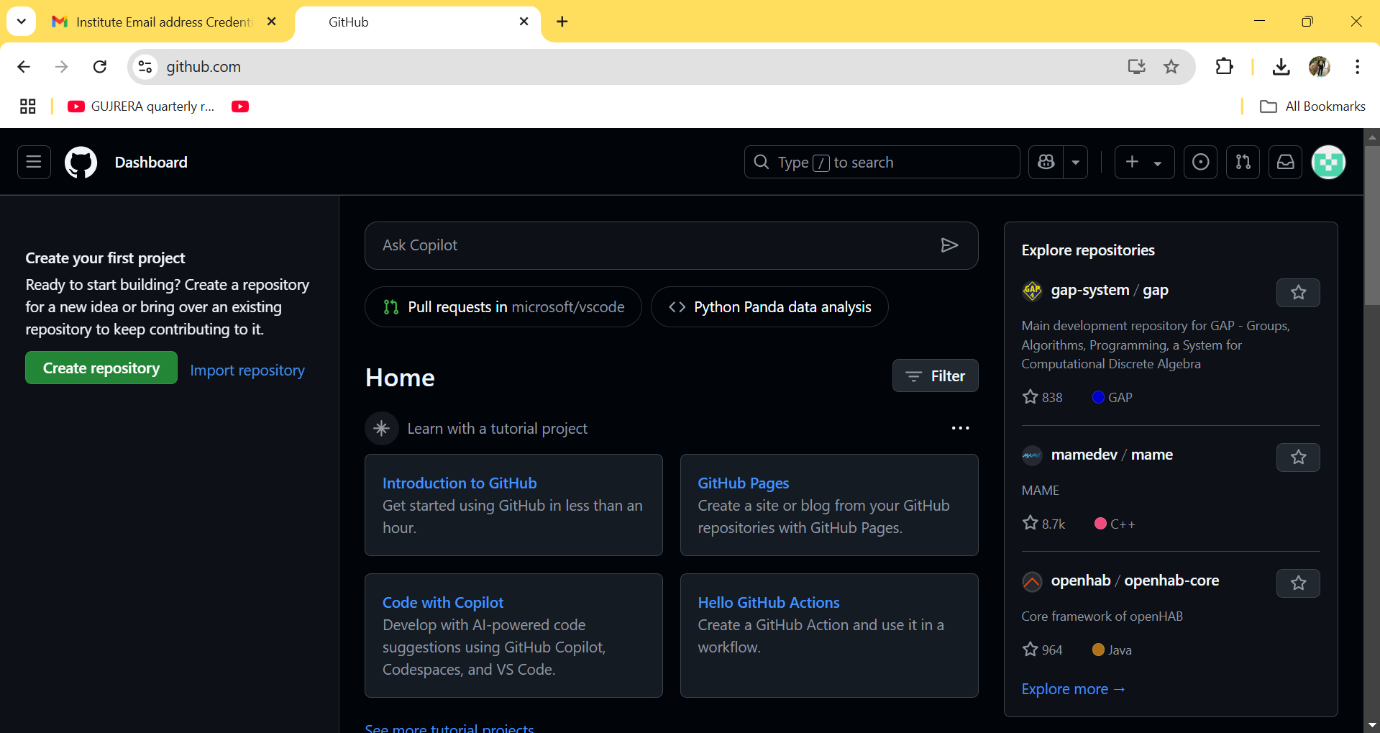 Institute Email address Credenti
GitHub
github.com
GUJRERA quarterly r...
All Bookmarks
Dashboard
Type / to search
Create your first project
Ready to start building? Create a repository
for a new idea or bring over an existing
repository to keep contributing to it.
Create repository
Import repository
Ask Copilot
Pull requests in microsoft/vscode
Python Panda data analysis
Home
Filter
Learn with a tutorial project
Introduction to GitHub
Get started using GitHub in less than an
hour.
GitHub Pages
Create a site or blog from your GitHub
repositories with GitHub Pages.
Code with Copilot
Develop with AI-powered code
suggestions using GitHub Copilot,
Codespaces, and VS Code.
Hello GitHub Actions
Create a GitHub Action and use it in a
workflow.
See more tutorial projects
Explore repositories
gap-system / gap
Main development repository for GAP - Groups,
Algorithms, Programming, a System for
Computational Discrete Algebra
838
GAP
mamedev / mame
MAME
8.7k
C++
openhab / openhab-core
Core framework of openHAB
964
Java
Explore more →